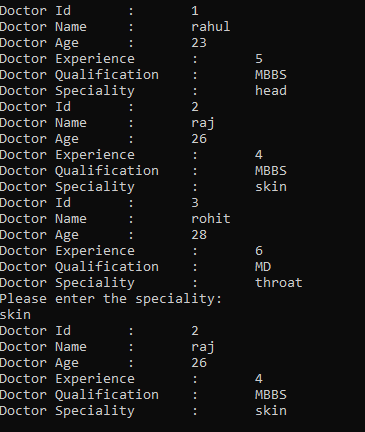 Doctor Id : 1
Doctor Name : rahul
Doctor Age : 23
Doctor Experience : 5
Doctor Qualification : MBBS
Doctor Speciality : head
Doctor Id : 2
Doctor Name : raj
Doctor Age : 26
Doctor Experience : 4
Doctor Qualification : MBBS
Doctor Speciality : skin
Doctor Id : 3
Doctor Name : rohit
Doctor Age : 28
Doctor Experience : 6
Doctor Qualification : MD
Doctor Speciality : throat
Please enter the speciality:
skin
Doctor Id : 2
Doctor Name : raj
Doctor Age : 26
Doctor Experience : 4
Doctor Qualification : MBBS
Doctor Speciality : skin